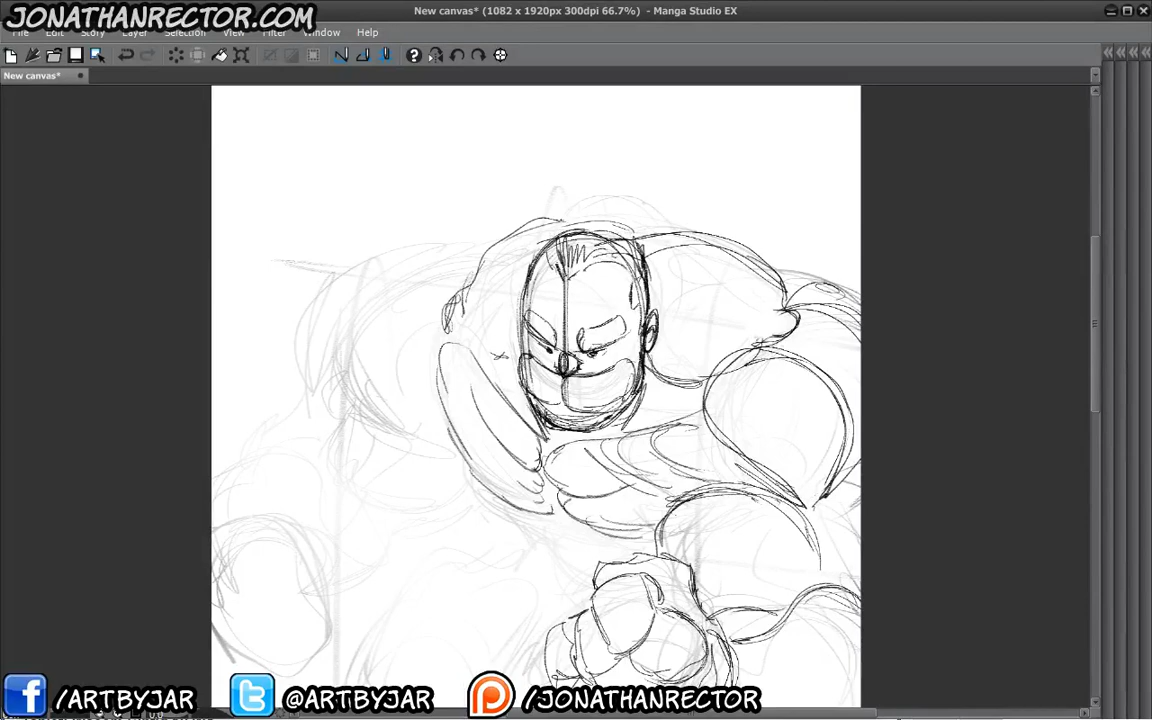 New canvas* (1082 x 1920px 300dpi 66.7%) - Manga Studio EX
JONATHANRECTOR.COM
File Edit Story Layer Selection View Filter Window Help
New canvas*
/ARTBYJAR @ARTBYJAR /JONATHANRECTOR